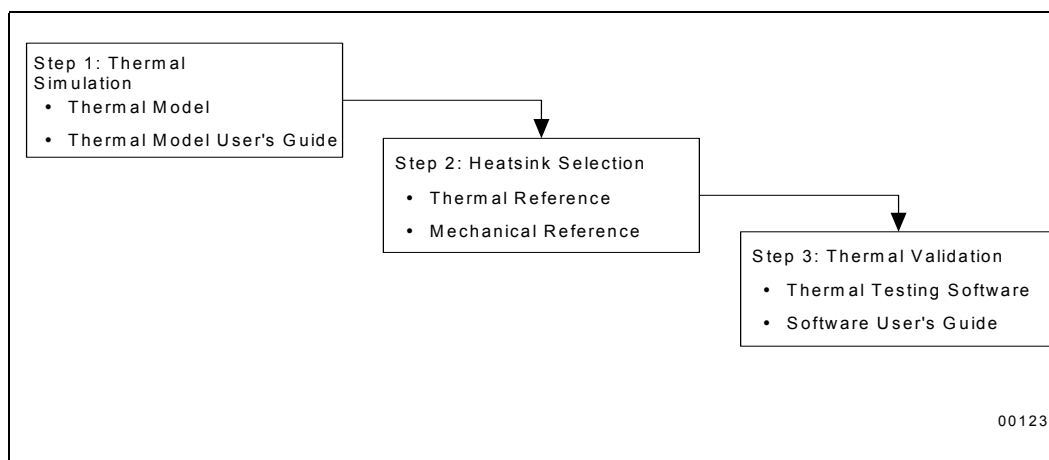 Step 1: Thermal
Simulation
• Thermal Model
• Thermal Model User's Guide
Step 2: Heatsink Selection
• Thermal Reference
• Mechanical Reference
Step 3: Thermal Validation
• Thermal Testing Software
• Software User's Guide
00123